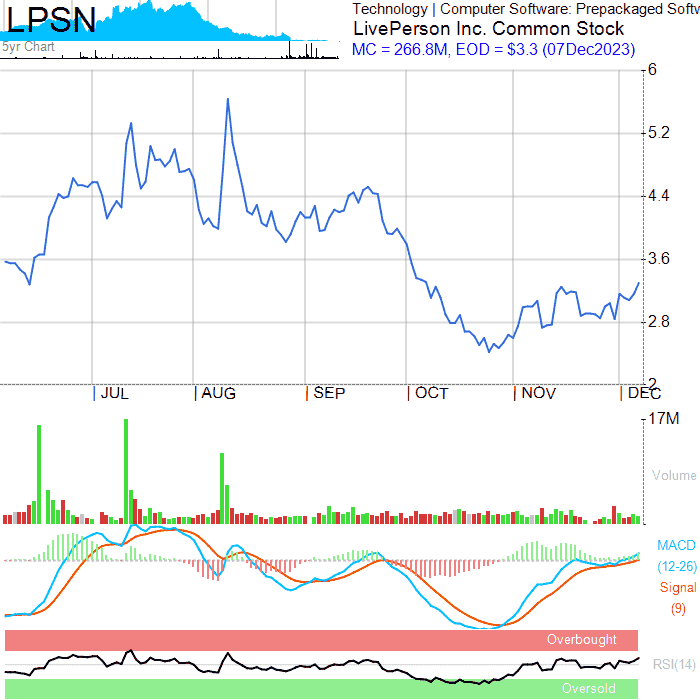 LPSN
5yr Chart
Technology | Computer Software: Prepackaged Softw
LivePerson Inc. Common Stock
MC = 266.8M, EOD = $3.3 (07Dec2023)
6
5.2
4.4
3.6
2.8
2
JUL AUG SEP OCT NOV DEC
17M
Volume
MACD
(12-26)
Signal
(9)
Overbought
RSI(14)
Oversold